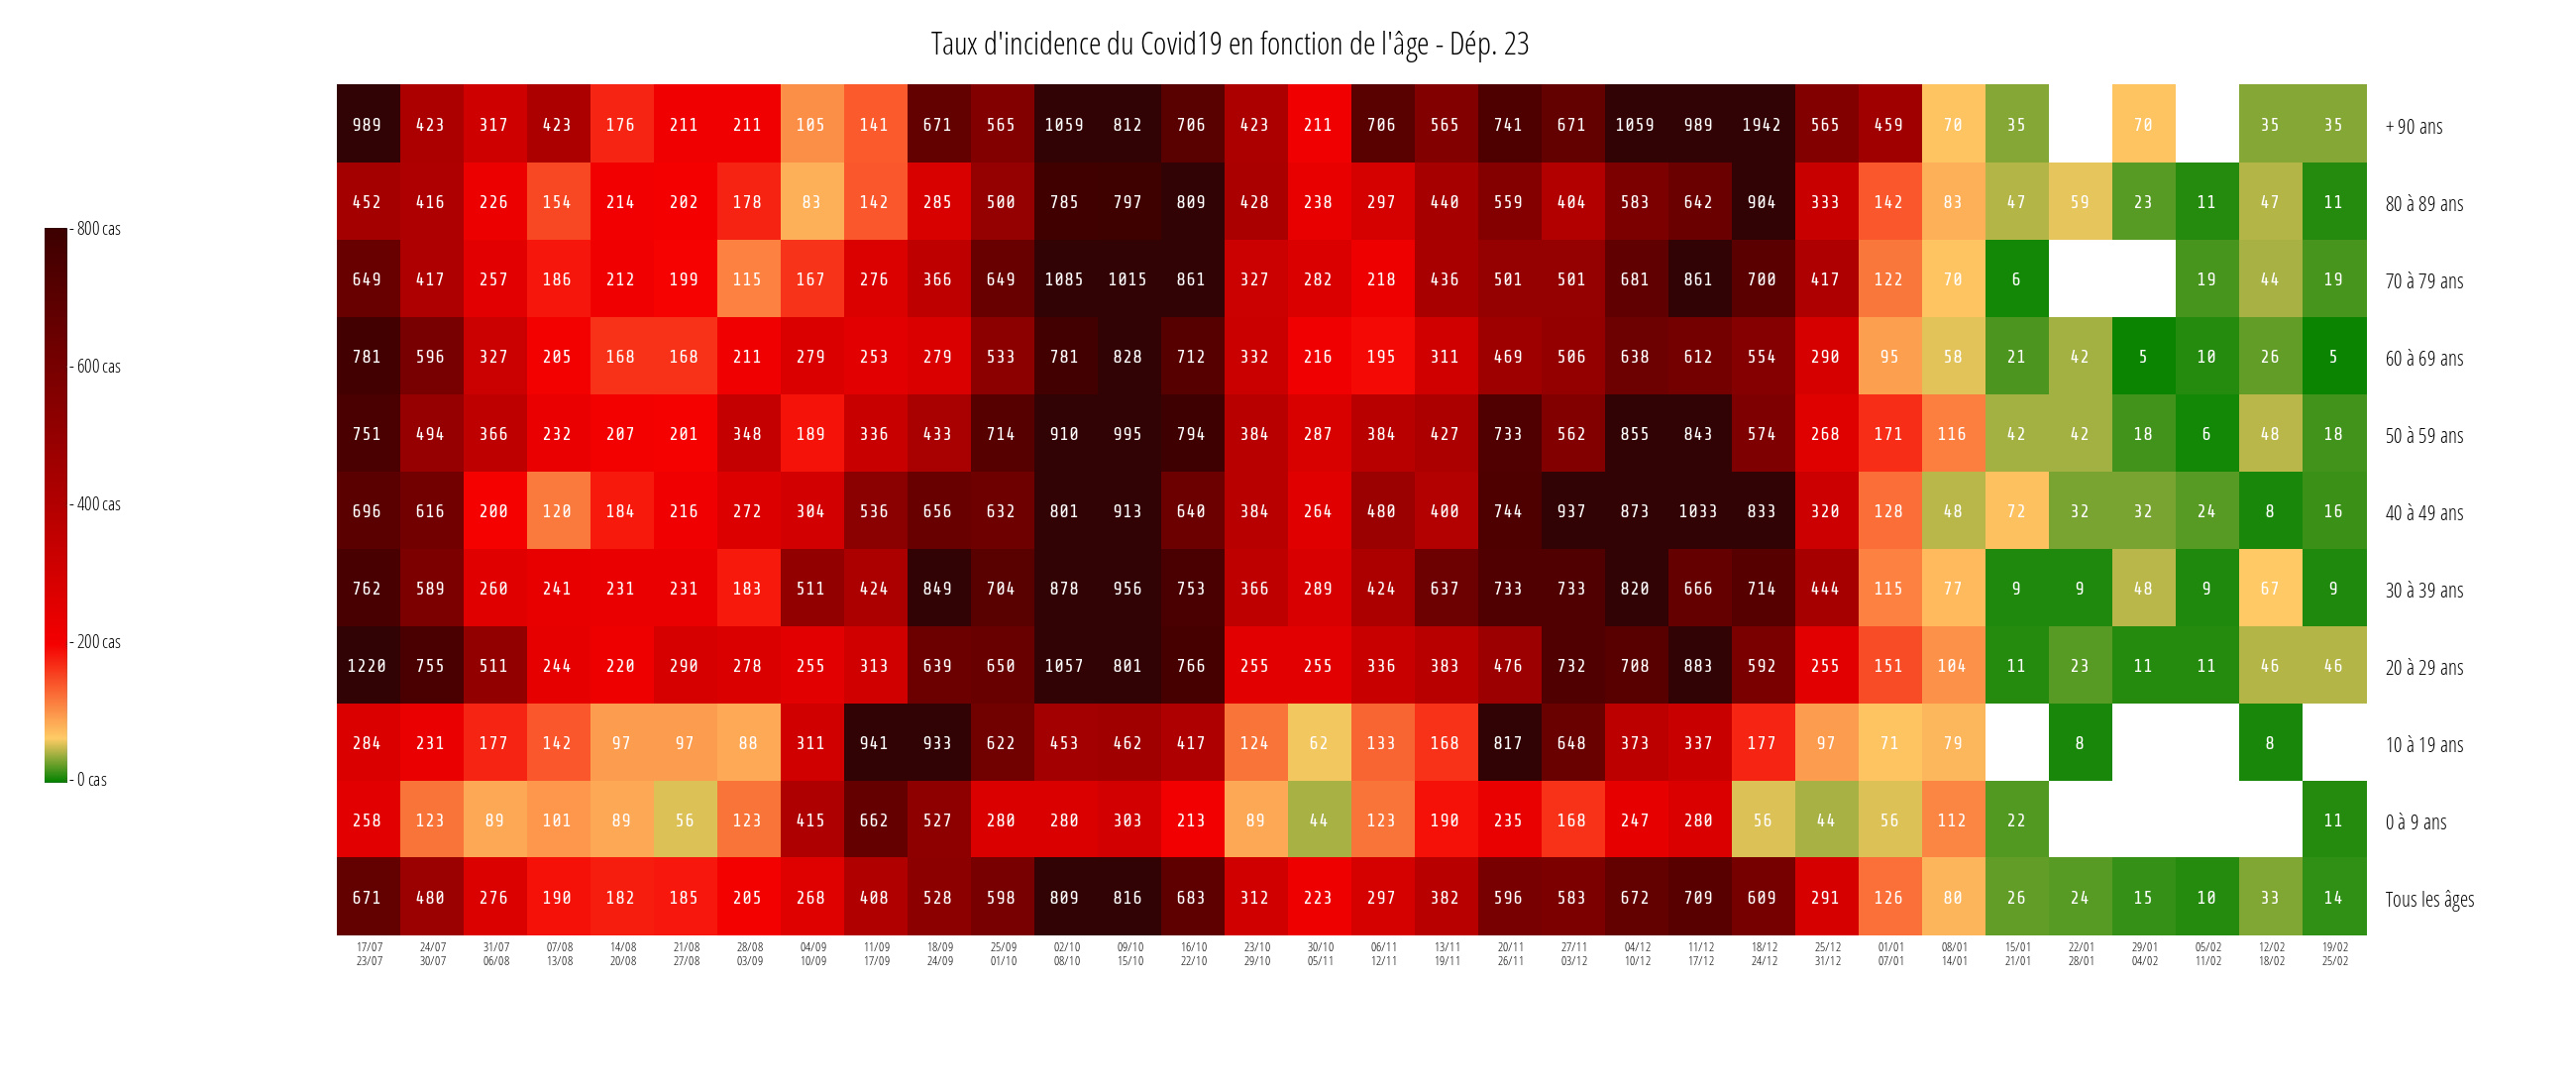 Taux d'incidence du Covid19 en fonction de l'âge - Dép. 23
989 423 317 423 176 211 211 105 141 671 565 1059 812 706 423 211 706 565 741 671 1059 989 1942 565 459 70 35 70 35 35 + 90 ans
452 416 226 154 214 202 178 83 142 285 500 785 797 809 428 238 297 440 559 404 583 642 904 333 142 83 47 59 23 11 47 11 80 à 89 ans
649 417 257 186 212 199 115 167 276 366 649 1085 1015 861 327 282 218 436 501 501 681 861 700 417 122 70 6 19 44 19 70 à 79 ans
781 596 327 205 168 168 211 279 253 279 533 781 828 712 332 216 195 311 469 506 638 612 554 290 95 58 21 42 5 10 26 5 60 à 69 ans
751 494 366 232 207 201 348 189 336 433 714 910 995 794 384 287 384 427 733 562 855 843 574 268 171 116 42 42 18 6 48 18 50 à 59 ans
696 616 200 120 184 216 272 304 536 656 632 801 913 640 384 264 480 400 744 937 873 1033 833 320 128 48 72 32 32 24 8 16 40 à 49 ans
762 589 260 241 231 231 183 511 424 849 704 878 956 753 366 289 424 637 733 733 820 666 714 444 115 77 9 9 48 9 67 9 30 à 39 ans
1220 755 511 244 220 290 278 255 313 639 650 1057 801 766 255 255 336 383 476 732 708 883 592 255 151 104 11 23 11 11 46 46 20 à 29 ans
284 231 177 142 97 97 88 311 941 933 622 453 462 417 124 62 133 168 817 648 373 337 177 97 71 79 8 8 10 à 19 ans
258 123 89 101 89 56 123 415 662 527 280 280 303 213 89 44 123 190 235 168 247 280 56 44 56 112 22 11 0 à 9 ans
671 480 276 190 182 185 205 268 408 528 598 809 816 683 312 223 297 382 596 583 672 709 609 291 126 80 26 24 15 10 33 14 Tous les âges
17/07 24/07 31/07 07/08 14/08 21/08 28/08 04/09 11/09 18/09 25/09 02/10 09/10 16/10 23/10 30/10 06/11 13/11 20/11 27/11 04/12 11/12 18/12 25/12 01/01 08/01 15/01 22/01 29/01 05/02 12/02 19/02
23/07 30/07 06/08 13/08 20/08 27/08 03/09 10/09 17/09 24/09 01/10 08/10 15/10 22/10 29/10 05/11 12/11 19/11 26/11 03/12 10/12 17/12 24/12 31/12 07/01 14/01 21/01 28/01 04/02 11/02 18/02 25/02
- 800 cas
- 600 cas
- 400 cas
- 200 cas
- 0 cas